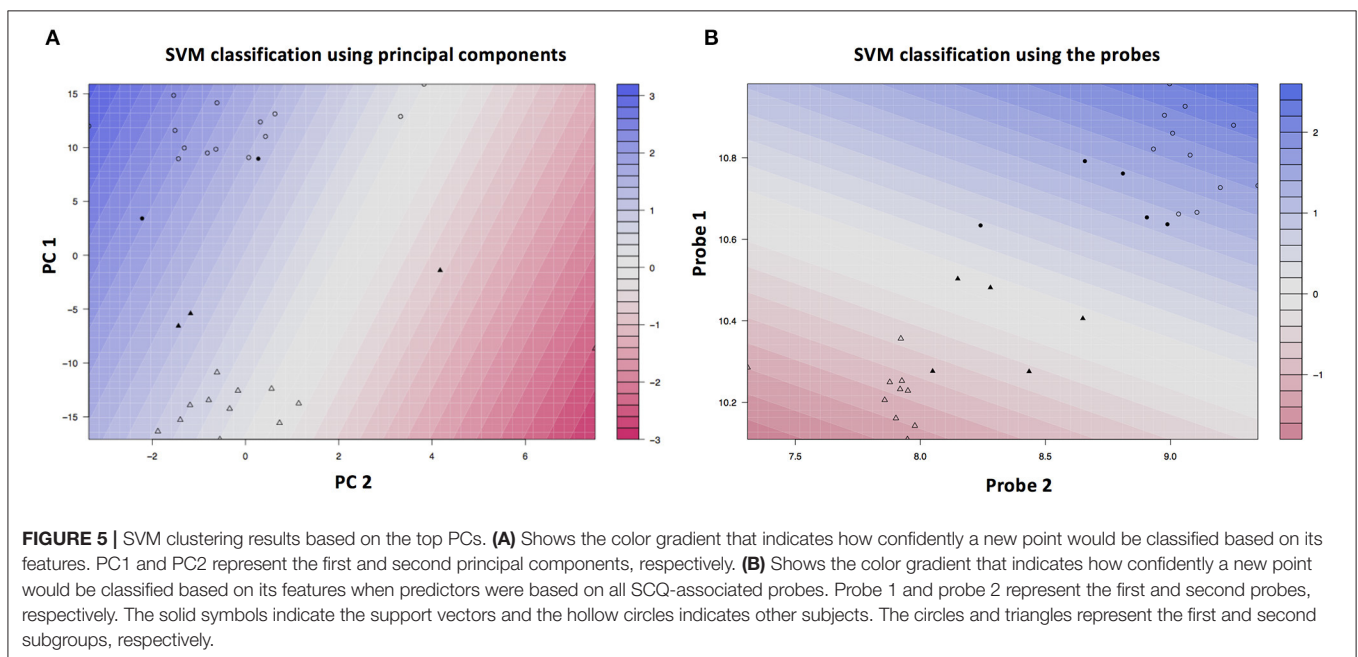 A
SVM classification using principal components
15
10
5
0
−5
−10
−15
PC 1
−2
0
2
4
6
PC 2
3
2
1
0
−1
−2
−3
B
SVM classification using the probes
10.8
10.6
10.4
10.2
Probe 1
7.5
8.0
8.5
9.0
Probe 2
2
1
0
−1
FIGURE 5 | SVM clustering results based on the top PCs. (A) Shows the color gradient that indicates how confidently a new point would be classified based on its
features. PC1 and PC2 represent the first and second principal components, respectively. (B) Shows the color gradient that indicates how confidently a new point
would be classified based on its features when predictors were based on all SCQ-associated probes. Probe 1 and probe 2 represent the first and second probes,
respectively. The solid symbols indicate the support vectors and the hollow circles indicates other subjects. The circles and triangles represent the first and second
subgroups, respectively.